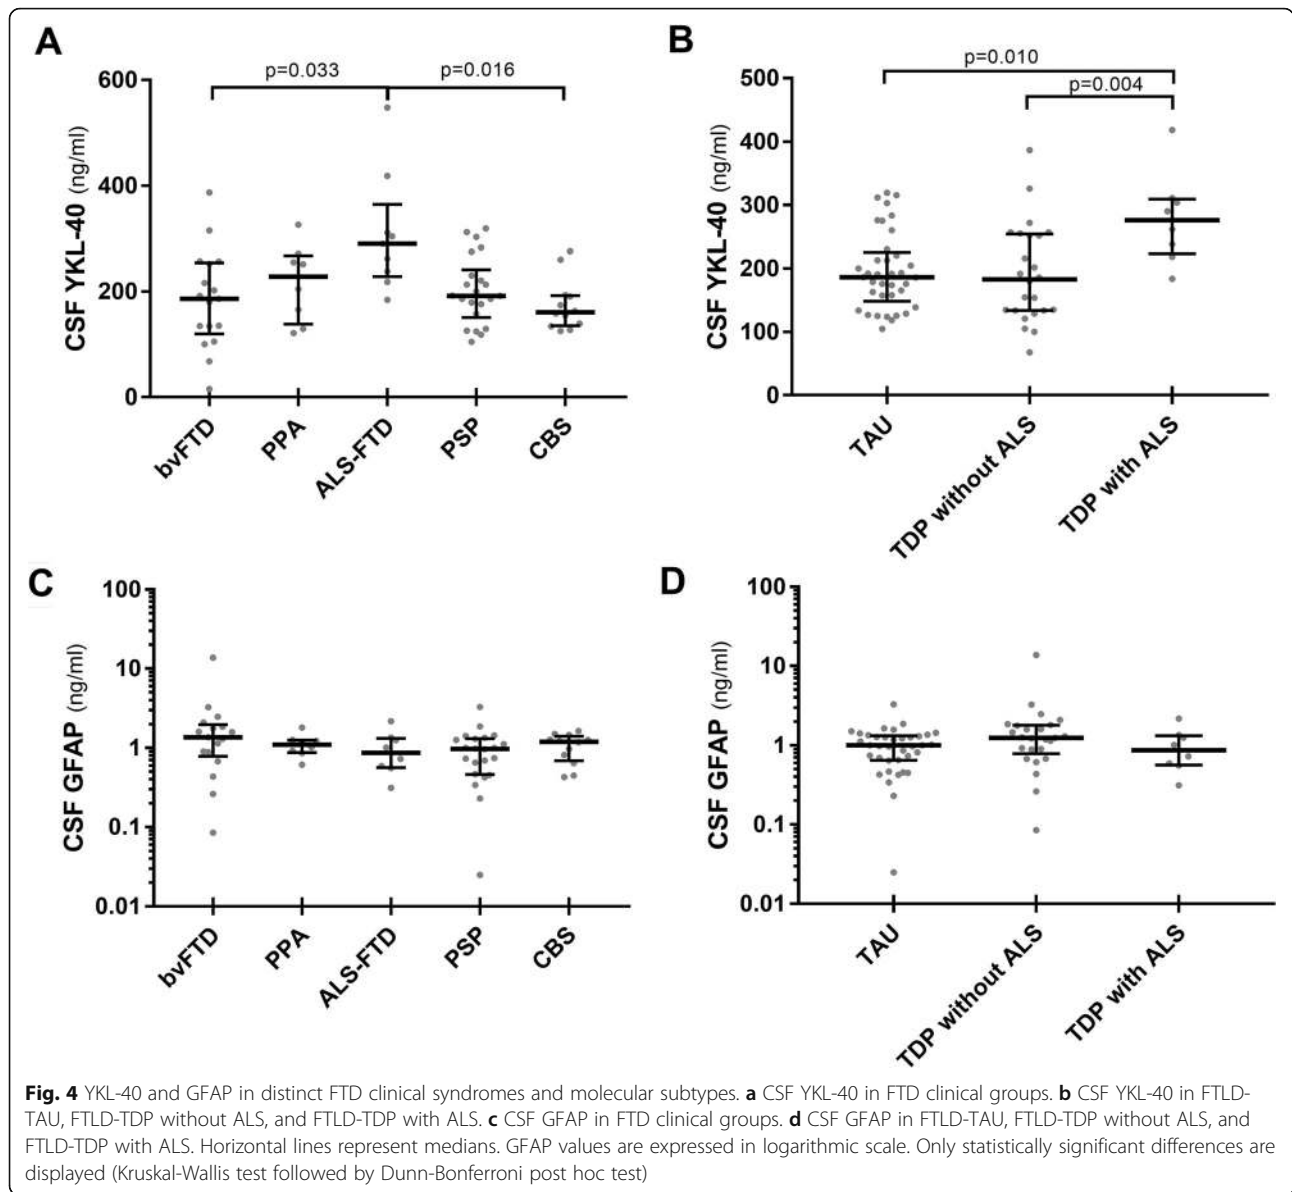 A
p=0.033
p=0.016
600
400
200
0
CSF YKL-40 (ng/ml)
bvFTD
PPA
ALS-FTD
PSP
CBS
B
p=0.010
p=0.004
500
400
300
200
100
0
CSF YKL-40 (ng/ml)
TAU
TDP without ALS
TDP with ALS
C
100
10
1
0.1
0.01
CSF GFAP (ng/ml)
bvFTD
PPA
ALS-FTD
PSP
CBS
D
100
10
1
0.1
0.01
CSF GFAP (ng/ml)
TAU
TDP without ALS
TDP with ALS
Fig. 4 YKL-40 and GFAP in distinct FTD clinical syndromes and molecular subtypes. a CSF YKL-40 in FTD clinical groups. b CSF YKL-40 in FTLD-
TAU, FTLD-TDP without ALS, and FTLD-TDP with ALS. c CSF GFAP in FTD clinical groups. d CSF GFAP in FTLD-TAU, FTLD-TDP without ALS, and
FTLD-TDP with ALS. Horizontal lines represent medians. GFAP values are expressed in logarithmic scale. Only statistically significant differences are
displayed (Kruskal-Wallis test followed by Dunn-Bonferroni post hoc test)